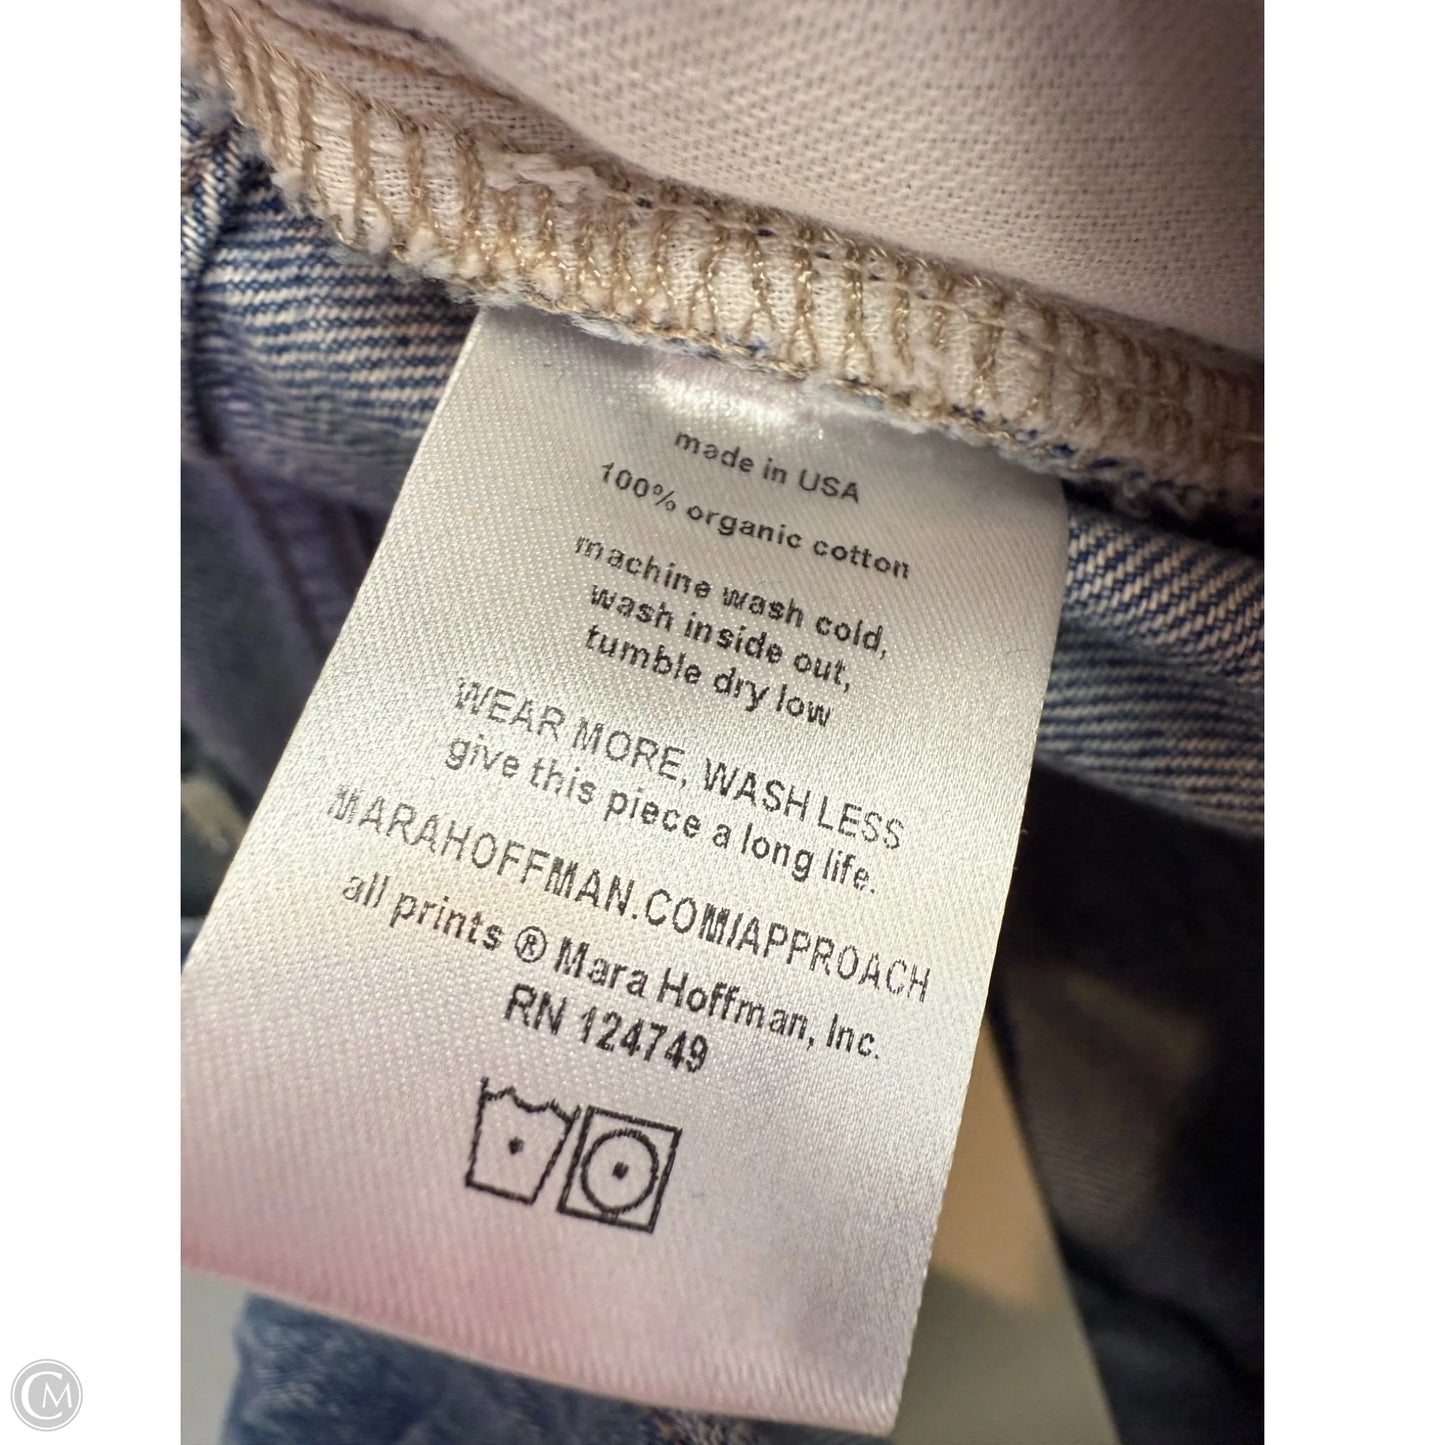 made in USA
100% organic cotton
machine wash cold,
wash inside out,
tumble dry low
WEAR MORE, WASH LESS
give this piece a long life.
MARAHOFFMAN.COM/APPROACH
all prints ® Mara Hoffman, Inc.
RN 124749
CM